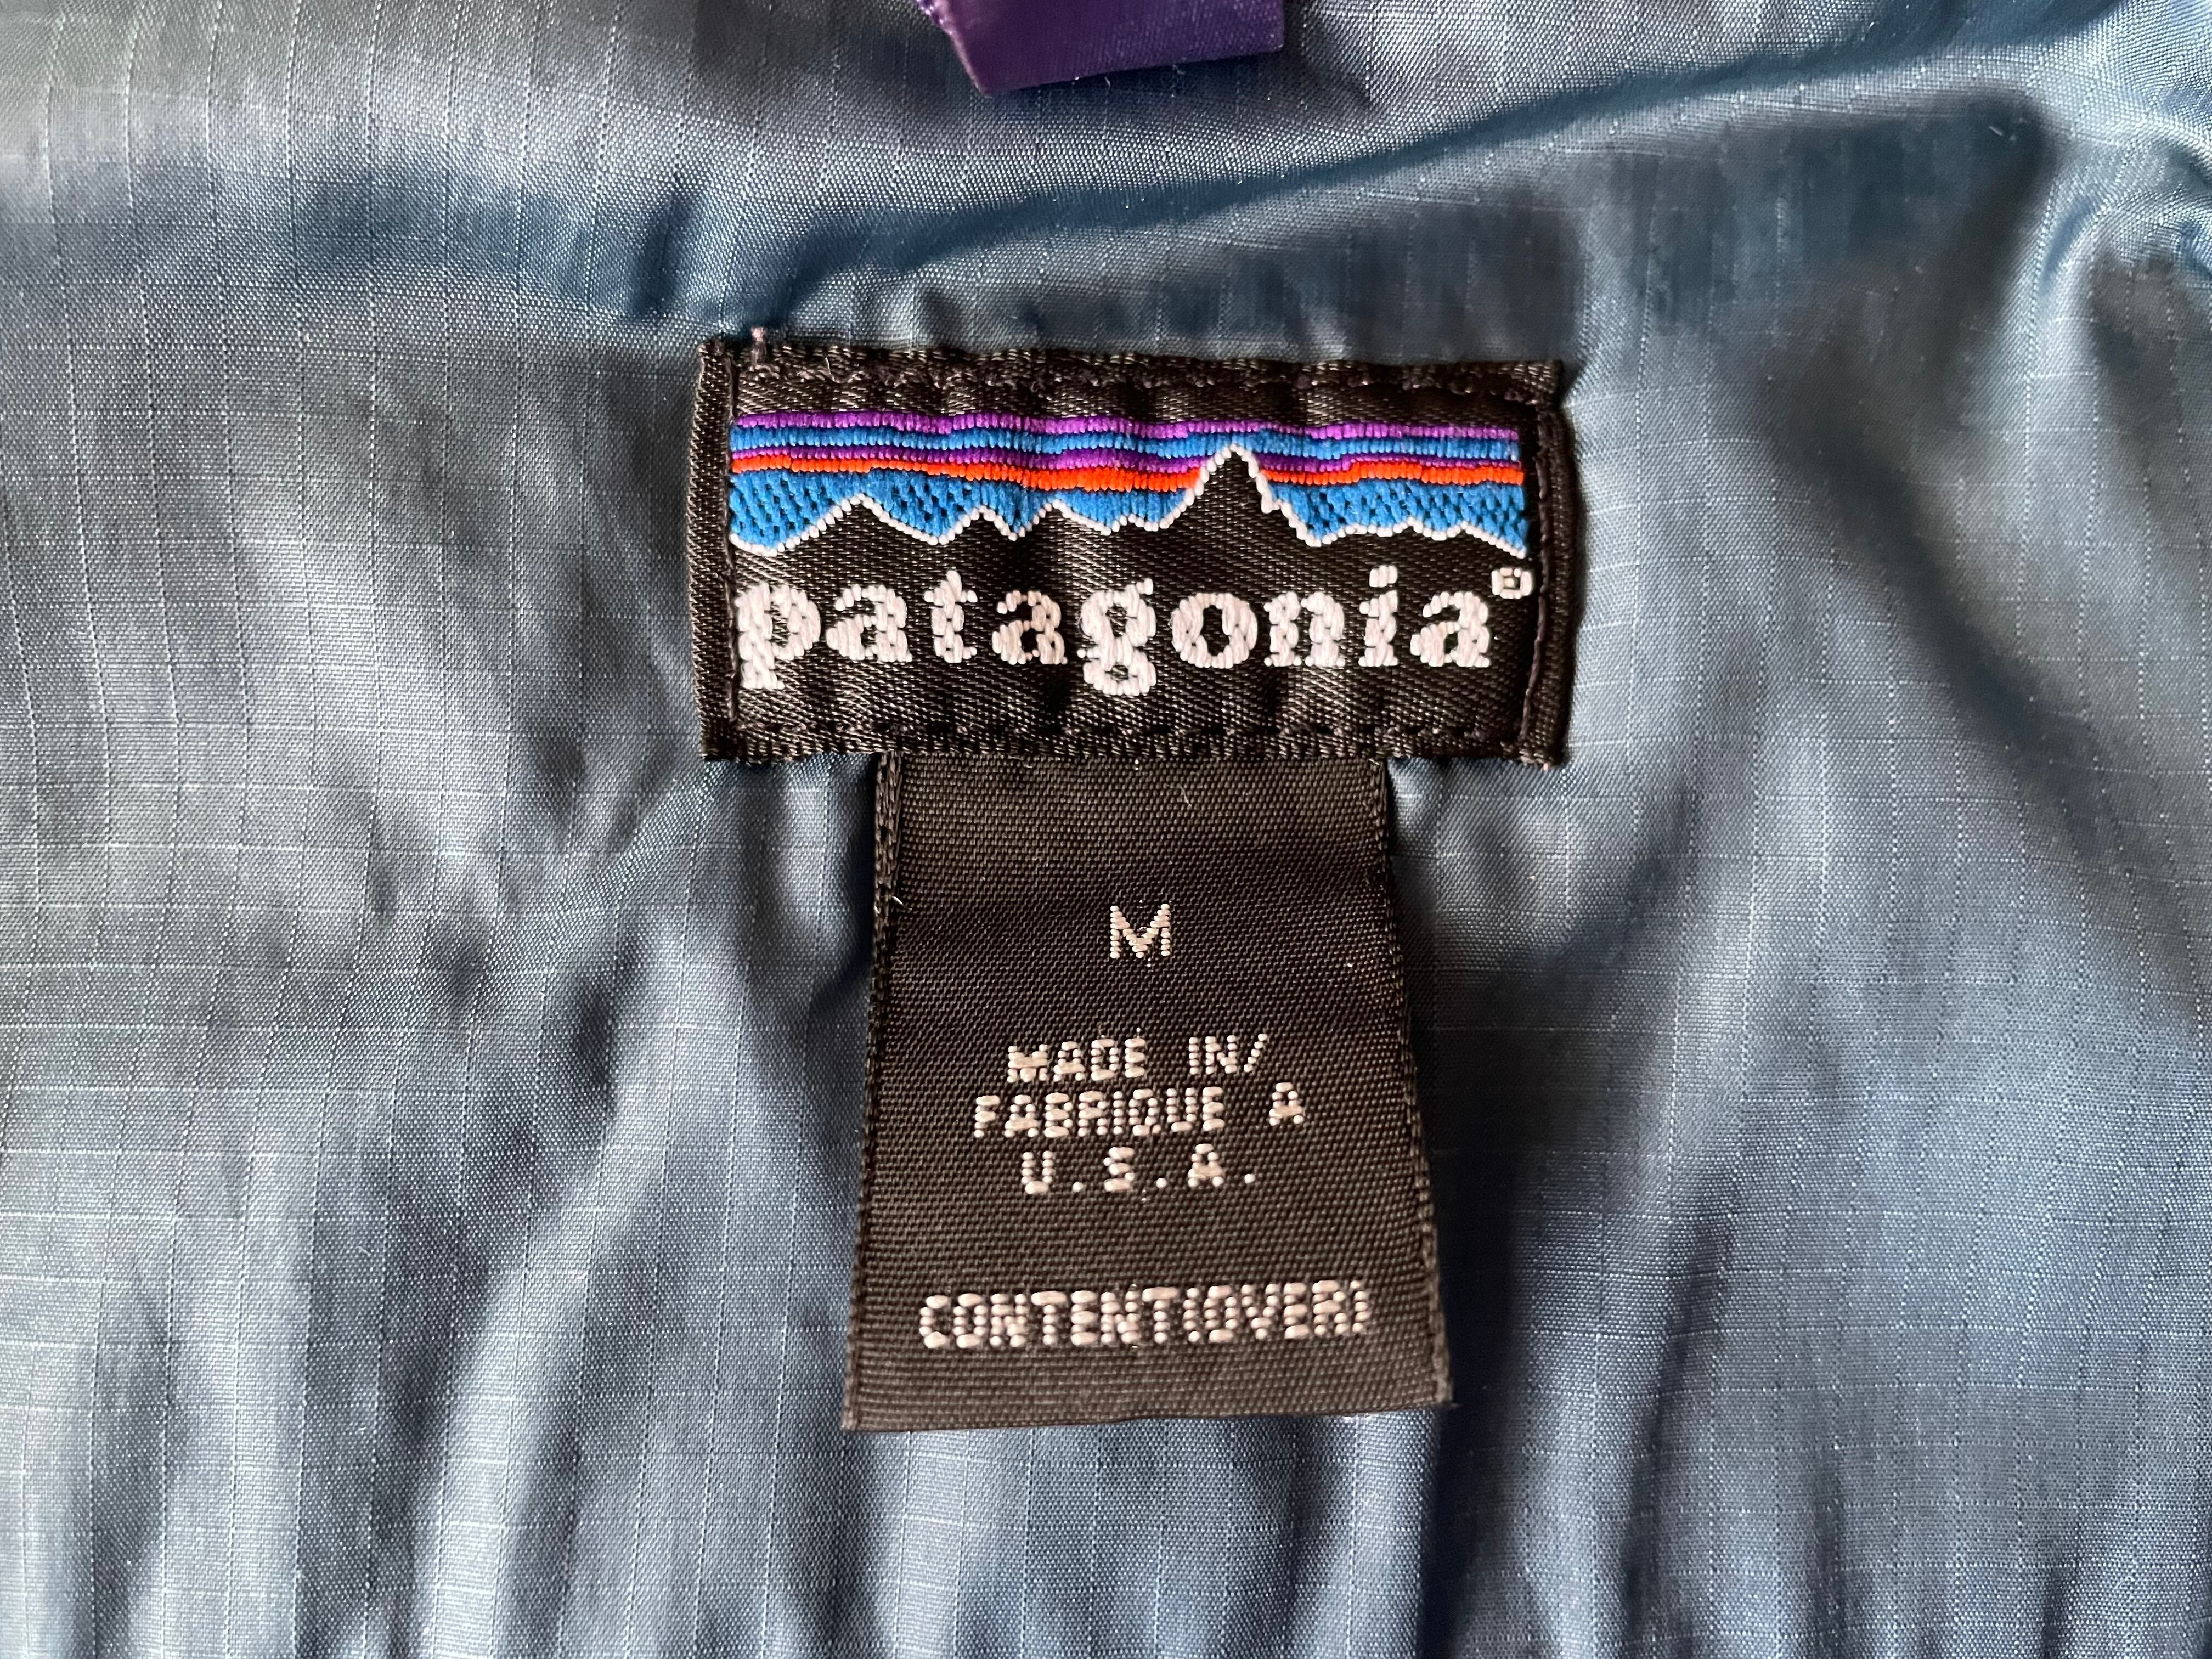 patagonia®
M
MADE IN/
FABRIQUE A
U.S.A.
CONTENT(OVER)